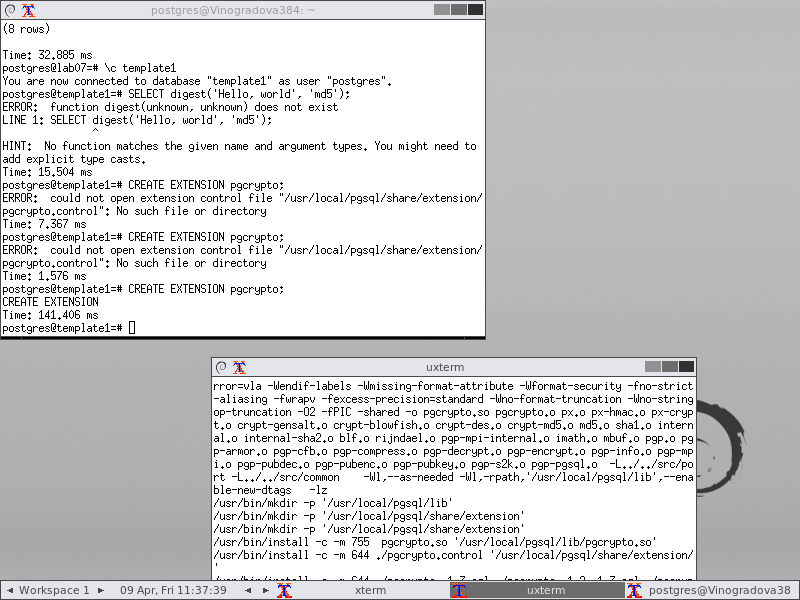 postgres@Vinogradova384: ~
(8 rows)
Time: 32.885 ms
postgres@lab07=# \c template1
You are now connected to database "template1" as user "postgres".
postgres@template1=# SELECT digest('Hello, world', 'md5');
ERROR:  function digest(unknown, unknown) does not exist
LINE 1: SELECT digest('Hello, world', 'md5');
^
HINT:  No function matches the given name and argument types. You might need to
add explicit type casts.
Time: 15.504 ms
postgres@template1=# CREATE EXTENSION pgcrypto;
ERROR:  could not open extension control file "/usr/local/pgsql/share/extension/
pgcrypto.control": No such file or directory
Time: 7.367 ms
postgres@template1=# CREATE EXTENSION pgcrypto;
ERROR:  could not open extension control file "/usr/local/pgsql/share/extension/
pgcrypto.control": No such file or directory
Time: 1.576 ms
postgres@template1=# CREATE EXTENSION pgcrypto;
CREATE EXTENSION
Time: 141.406 ms
postgres@template1=#
uxterm
rror=vla -Wendif-labels -Wmissing-format-attribute -Wformat-security -fno-strict
-aliasing -fwrapv -fexcess-precision=standard -Wno-format-truncation -Wno-string
op-truncation -O2 -fPIC -shared -o pgcrypto.so pgcrypto.o px.o px-hmac.o px-cryp
t.o crypt-gensalt.o crypt-blowfish.o crypt-des.o crypt-md5.o md5.o sha1.o intern
al.o internal-sha2.o blf.o rijndael.o pgp-mpi-internal.o imath.o mbuf.o pgp.o pg
p-armor.o pgp-cfb.o pgp-compress.o pgp-decrypt.o pgp-encrypt.o pgp-info.o pgp-mp
i.o pgp-pubdec.o pgp-pubenc.o pgp-pubkey.o pgp-s2k.o pgp-pgsql.o  -L../../src/po
rt -L../../src/common    -Wl,--as-needed -Wl,-rpath,'/usr/local/pgsql/lib',--ena
ble-new-dtags   -lz
/usr/bin/mkdir -p '/usr/local/pgsql/lib'
/usr/bin/mkdir -p '/usr/local/pgsql/share/extension'
/usr/bin/mkdir -p '/usr/local/pgsql/share/extension'
/usr/bin/install -c -m 755  pgcrypto.so '/usr/local/pgsql/lib/pgcrypto.so'
/usr/bin/install -c -m 644 ./pgcrypto.control '/usr/local/pgsql/share/extension/
'
Workspace 1 09 Apr, Fri 11:37:39 xterm uxterm postgres@Vinogradova38